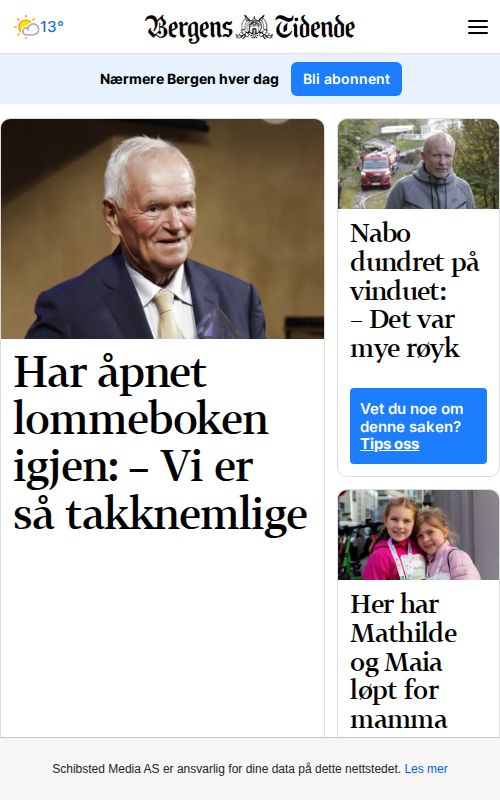 13°
Bergens Tidende
Nærmere Bergen hver dag
Bli abonnent
Har åpnet
lommeboken
igjen: – Vi er
så takknemlige
Nabo
dundret på
vinduet:
– Det var
mye røyk
Vet du noe om
denne saken?
Tips oss
Her har
Mathilde
og Maia
løpt for
mamma
Schibsted Media AS er ansvarlig for dine data på dette nettstedet. Les mer